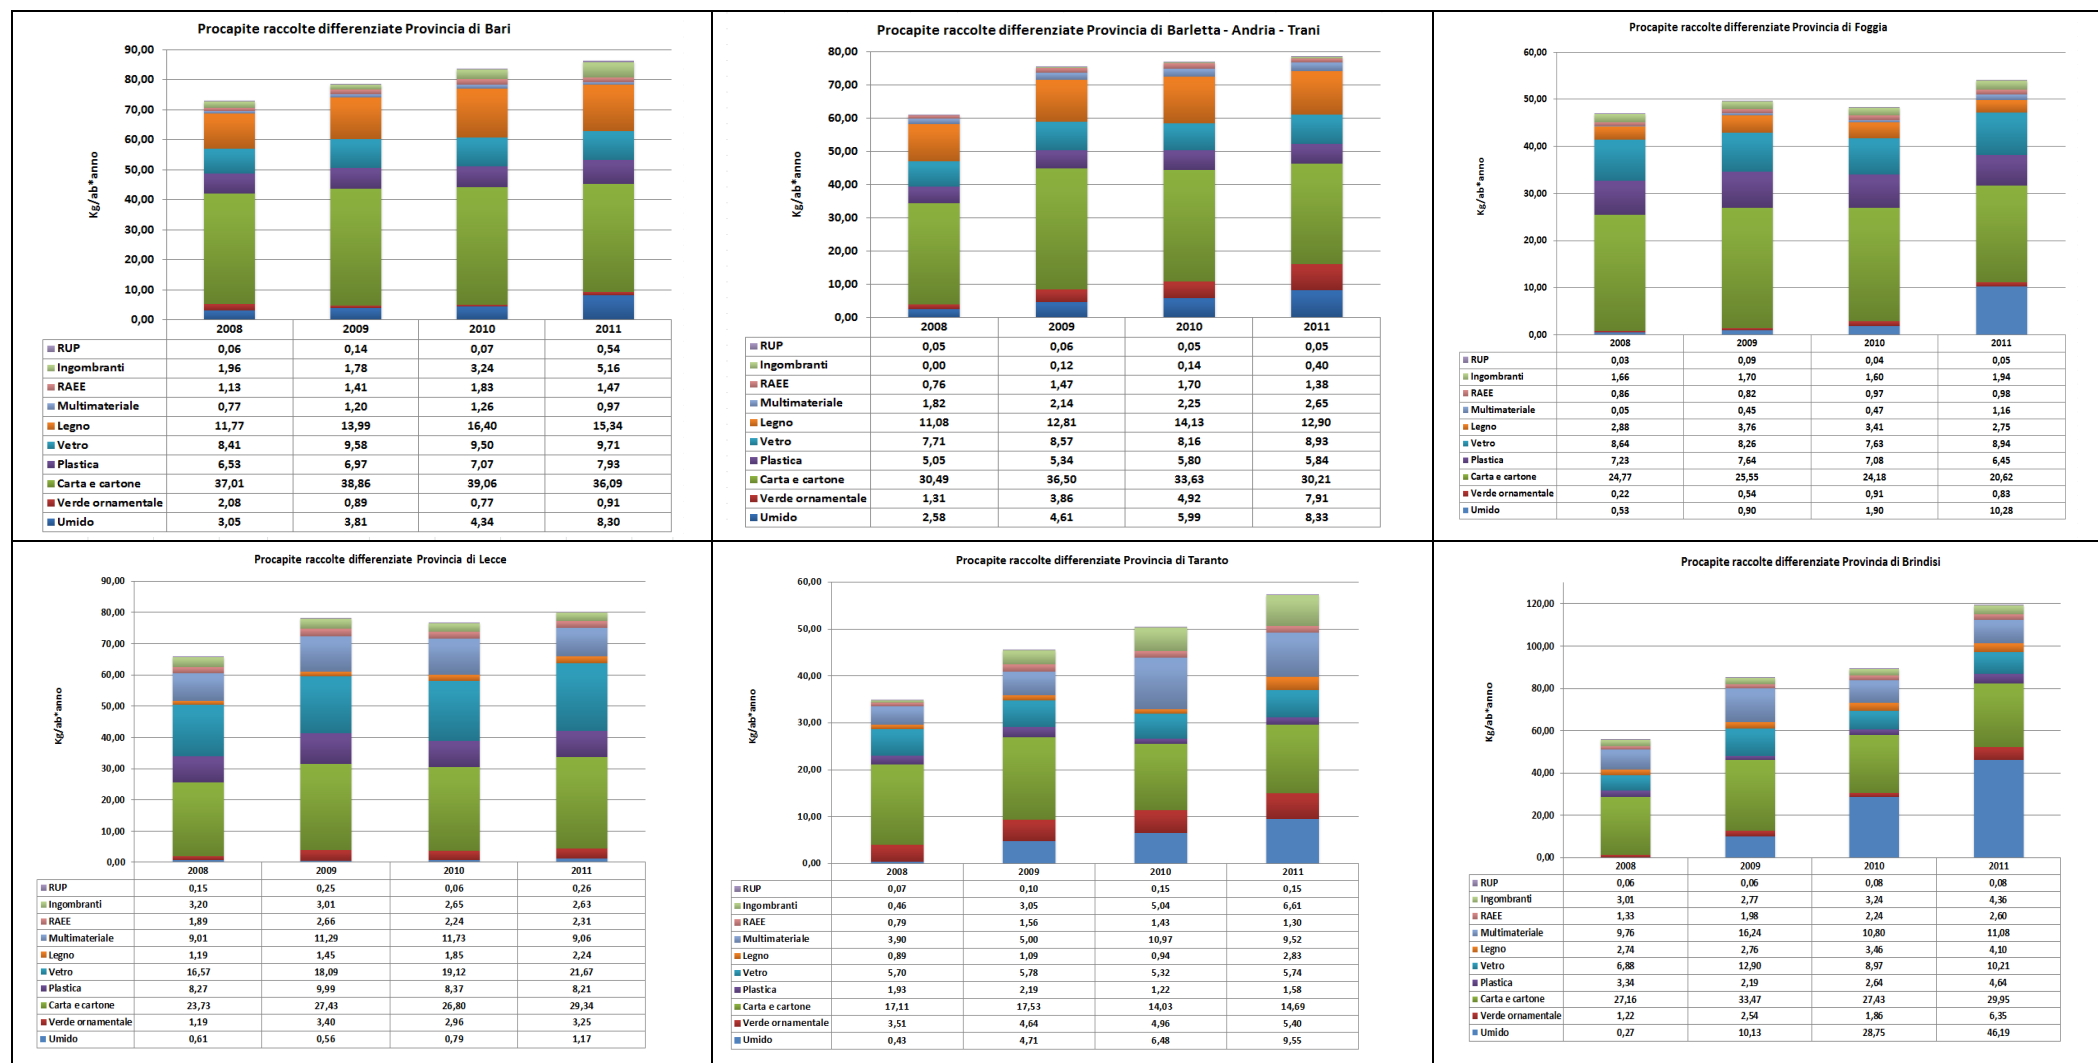 Procapite raccolte differenziate Provincia di Bari
90,00
80,00
70,00
60,00
50,00
40,00
30,00
20,00
10,00
0,00
Kg/ab*anno
2008 2009 2010 2011
RUP 0,06 0,14 0,07 0,54
Ingombranti 1,96 1,78 3,24 5,16
RAEE 1,13 1,41 1,83 1,47
Multimateriale 0,77 1,20 1,26 0,97
Legno 11,77 13,99 16,40 15,34
Vetro 8,41 9,58 9,50 9,71
Plastica 6,53 6,97 7,07 7,93
Carta e cartone 37,01 38,86 39,06 36,09
Verde ornamentale 2,08 0,89 0,77 0,91
Umido 3,05 3,81 4,34 8,30
Procapite raccolte differenziate Provincia di Barletta - Andria - Trani
80,00
70,00
60,00
50,00
40,00
30,00
20,00
10,00
0,00
Kg/ab*anno
2008 2009 2010 2011
RUP 0,05 0,06 0,05 0,05
Ingombranti 0,00 0,12 0,14 0,40
RAEE 0,76 1,47 1,70 1,38
Multimateriale 1,82 2,14 2,25 2,65
Legno 11,08 12,81 14,13 12,90
Vetro 7,71 8,57 8,16 8,93
Plastica 5,05 5,34 5,80 5,84
Carta e cartone 30,49 36,50 33,63 30,21
Verde ornamentale 1,31 3,86 4,92 7,91
Umido 2,58 4,61 5,99 8,33
Procapite raccolte differenziate Provincia di Foggia
60,00
50,00
40,00
30,00
20,00
10,00
0,00
Kg/ab*anno
2008 2009 2010 2011
RUP 0,03 0,09 0,04 0,05
Ingombranti 1,66 1,70 1,60 1,94
RAEE 0,86 0,82 0,97 0,98
Multimateriale 0,05 0,45 0,47 1,16
Legno 2,88 3,76 3,41 2,75
Vetro 8,64 8,26 7,63 8,94
Plastica 7,23 7,64 7,08 6,45
Carta e cartone 24,77 25,55 24,18 20,62
Verde ornamentale 0,22 0,54 0,91 0,83
Umido 0,53 0,90 1,90 10,28
Procapite raccolte differenziate Provincia di Lecce
90,00
80,00
70,00
60,00
50,00
40,00
30,00
20,00
10,00
0,00
Kg/ab*anno
2008 2009 2010 2011
RUP 0,15 0,25 0,06 0,26
Ingombranti 3,20 3,01 2,65 2,63
RAEE 1,89 2,66 2,24 2,31
Multimateriale 9,01 11,29 11,73 9,06
Legno 1,19 1,45 1,85 2,24
Vetro 16,57 18,09 19,12 21,67
Plastica 8,27 9,99 8,37 8,21
Carta e cartone 23,73 27,43 26,80 29,34
Verde ornamentale 1,19 3,40 2,96 3,25
Umido 0,61 0,56 0,79 1,17
Procapite raccolte differenziate Provincia di Taranto
60,00
50,00
40,00
30,00
20,00
10,00
0,00
Kg/ab*anno
2008 2009 2010 2011
RUP 0,07 0,10 0,15 0,15
Ingombranti 0,46 3,05 5,04 6,61
RAEE 0,79 1,56 1,43 1,30
Multimateriale 3,90 5,00 10,97 9,52
Legno 0,89 1,09 0,94 2,83
Vetro 5,70 5,78 5,32 5,74
Plastica 1,93 2,19 1,22 1,58
Carta e cartone 17,11 17,53 14,03 14,69
Verde ornamentale 3,51 4,64 4,96 5,40
Umido 0,43 4,71 6,48 9,55
Procapite raccolte differenziate Provincia di Brindisi
120,00
100,00
80,00
60,00
40,00
20,00
0,00
Kg/ab*anno
2008 2009 2010 2011
RUP 0,06 0,06 0,08 0,08
Ingombranti 3,01 2,77 3,24 4,36
RAEE 1,33 1,98 2,24 2,60
Multimateriale 9,76 16,24 10,80 11,08
Legno 2,74 2,76 3,46 4,10
Vetro 6,88 12,90 8,97 10,21
Plastica 3,34 2,19 2,64 4,64
Carta e cartone 27,16 33,47 27,43 29,95
Verde ornamentale 1,22 2,54 1,86 6,35
Umido 0,27 10,13 28,75 46,19